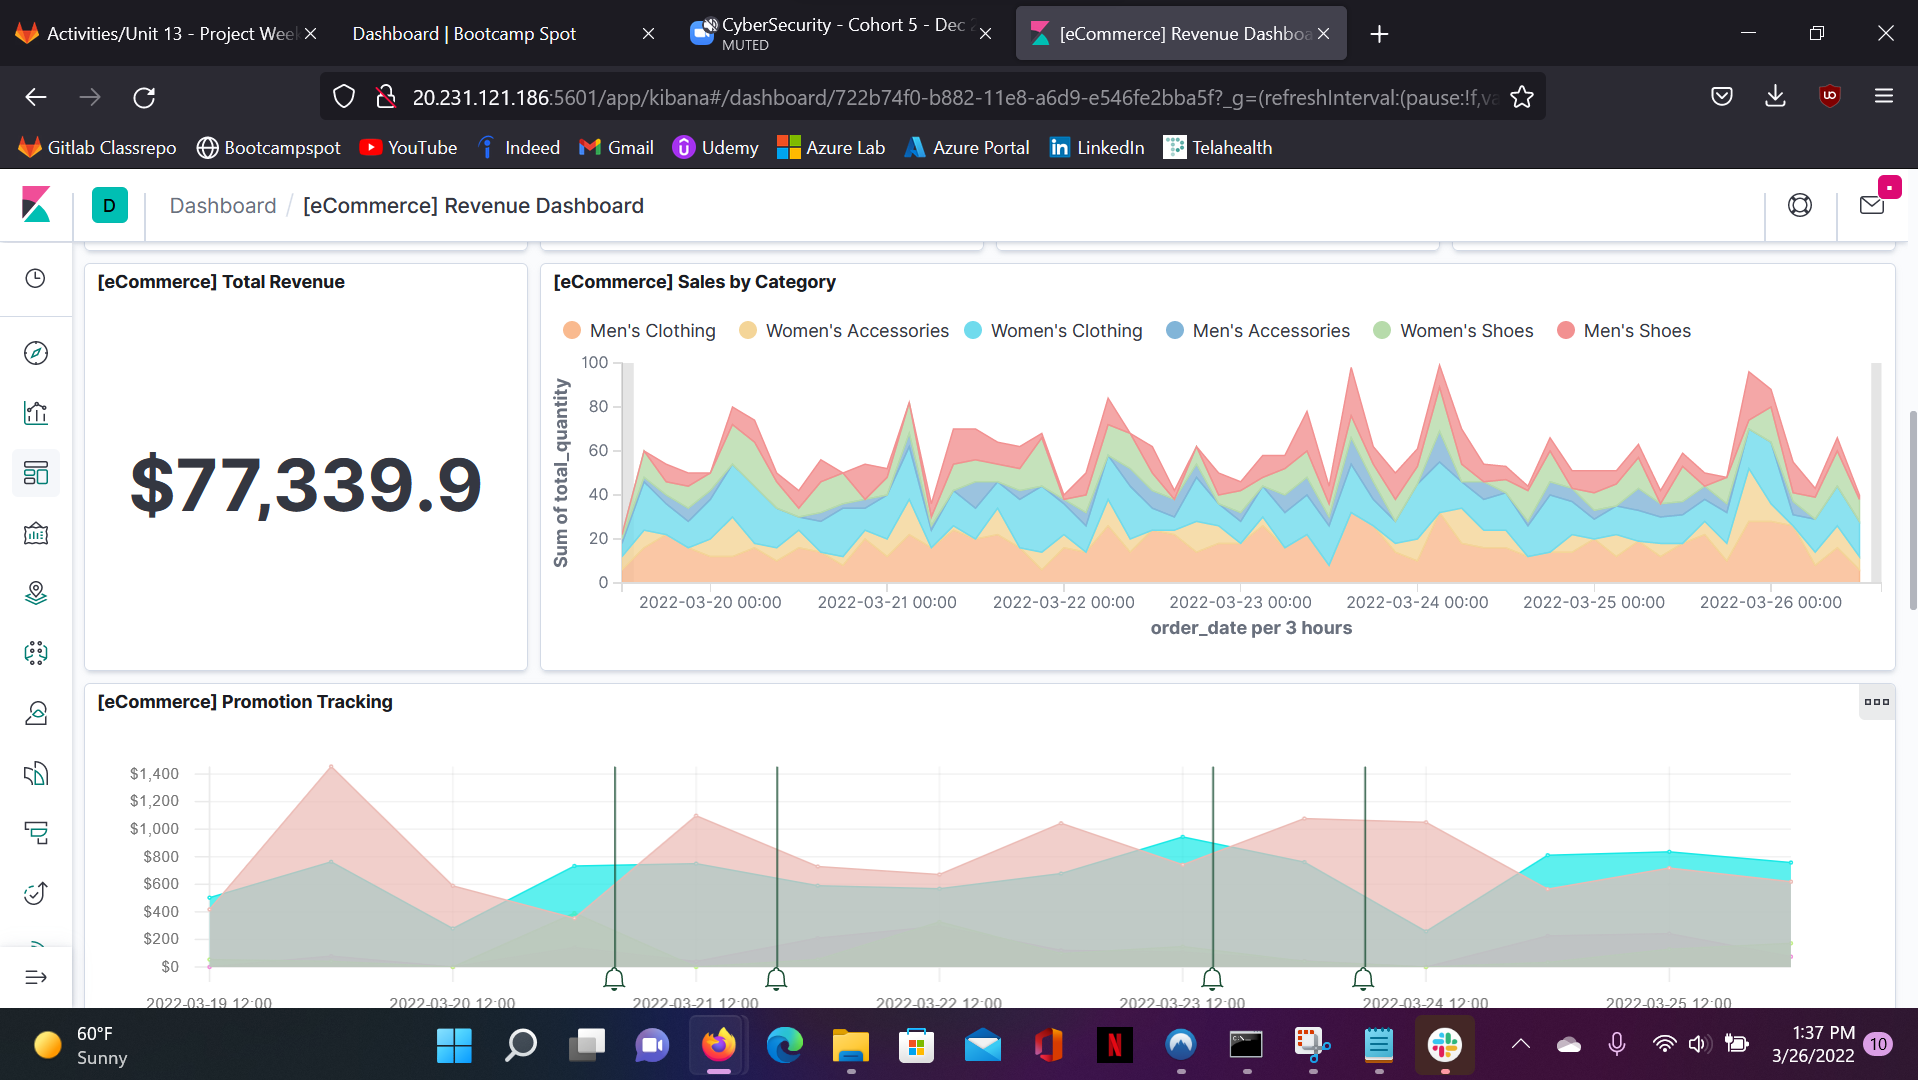 Activities/Unit 13 - Project Week
Dashboard | Bootcamp Spot
CyberSecurity - Cohort 5 - Dec 2
MUTED
[eCommerce] Revenue Dashboa
20.231.121.186:5601/app/kibana#/dashboard/722b74f0-b882-11e8-a6d9-e546fe2bba5f?_g=(refreshInterval:(pause:!f,va
Gitlab Classrepo
Bootcampspot
YouTube
Indeed
Gmail
Udemy
Azure Lab
Azure Portal
LinkedIn
Telahealth
D
Dashboard / [eCommerce] Revenue Dashboard
[eCommerce] Total Revenue
$77,339.9
[eCommerce] Sales by Category
Men's Clothing
Women's Accessories
Women's Clothing
Men's Accessories
Women's Shoes
Men's Shoes
Sum of total_quantity
100
80
60
40
20
0
2022-03-20 00:00
2022-03-21 00:00
2022-03-22 00:00
2022-03-23 00:00
2022-03-24 00:00
2022-03-25 00:00
2022-03-26 00:00
order_date per 3 hours
[eCommerce] Promotion Tracking
$1,400
$1,200
$1,000
$800
$600
$400
$200
$0
2022-03-19 12:00
2022-03-20 12:00
2022-03-21 12:00
2022-03-22 12:00
2022-03-23 12:00
2022-03-24 12:00
2022-03-25 12:00
60°F
Sunny
1:37 PM
3/26/2022
10